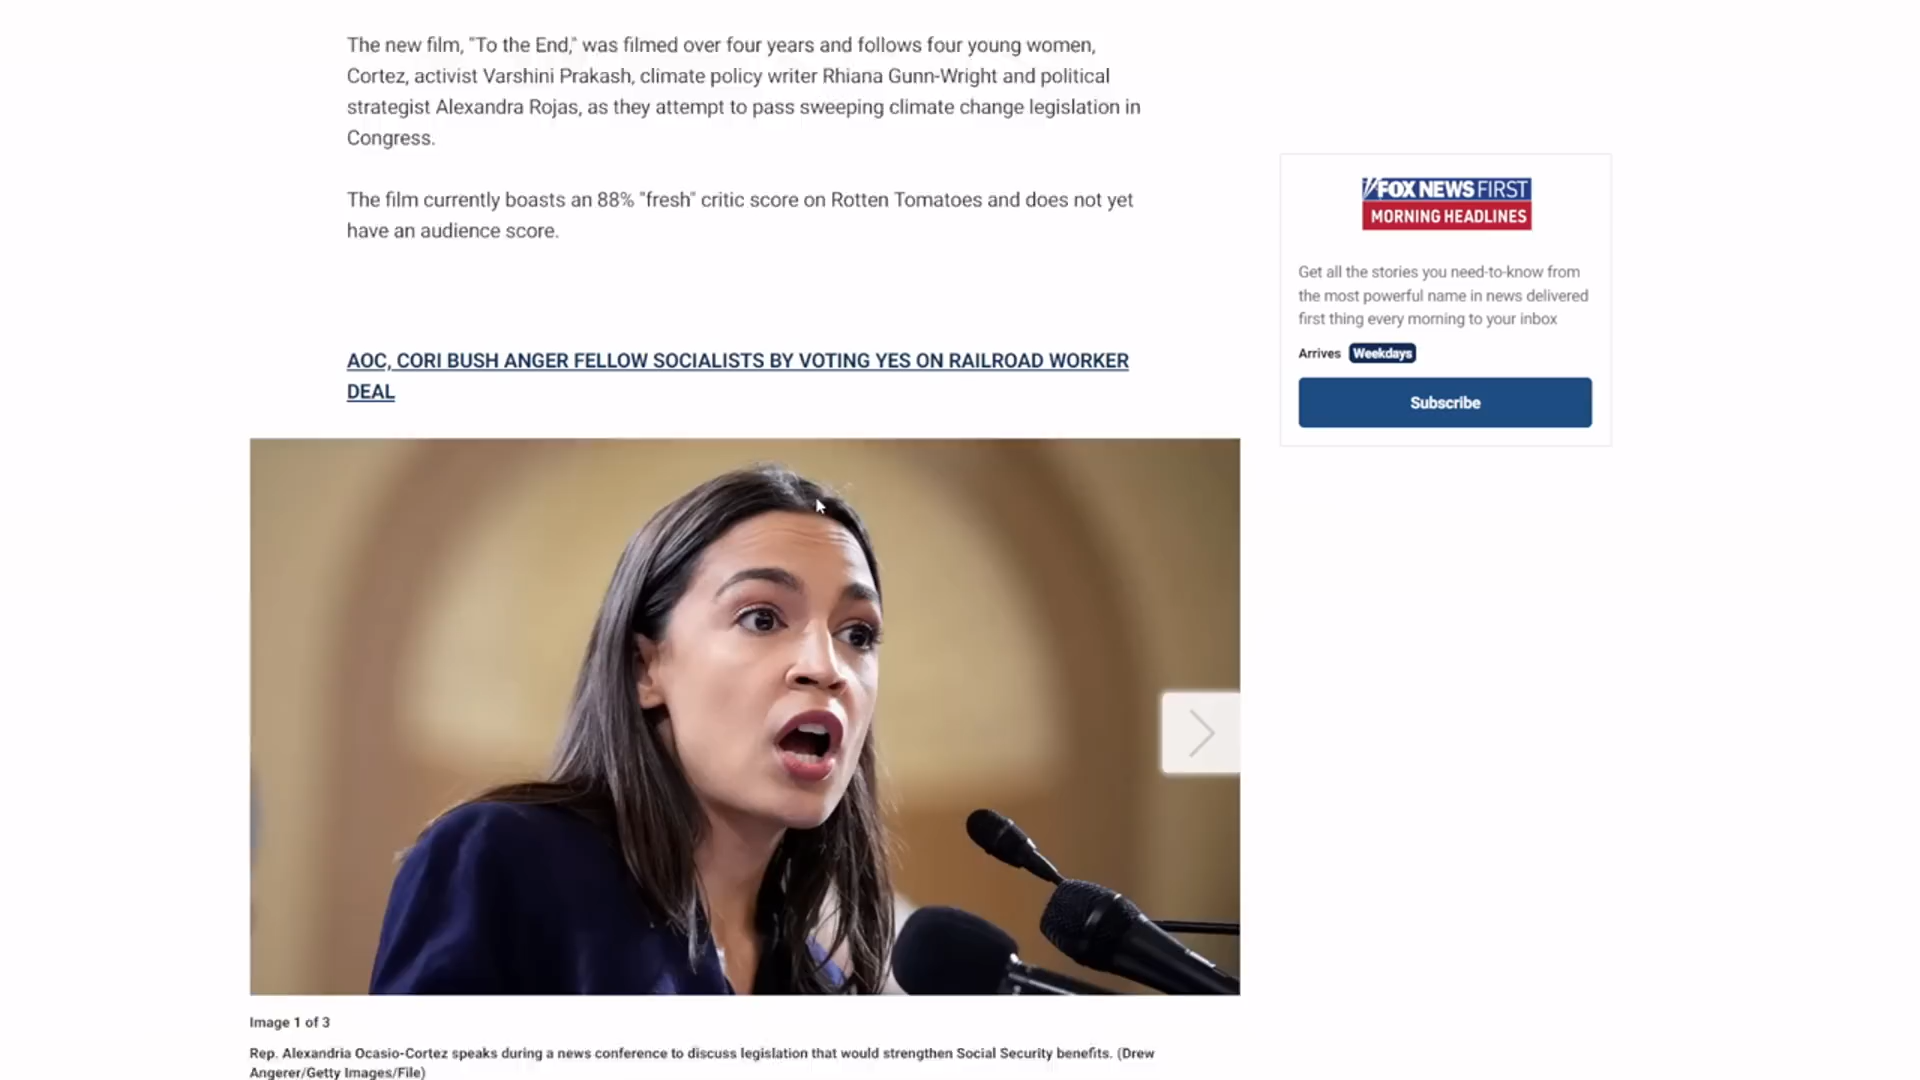 The new film, "To the End," was filmed over four years and follows four young women,
Cortez, activist Varshini Prakash, climate policy writer Rhiana Gunn-Wright and political
strategist Alexandra Rojas, as they attempt to pass sweeping climate change legislation in
Congress.
The film currently boasts an 88% "fresh" critic score on Rotten Tomatoes and does not yet
have an audience score.
AOC, CORI BUSH ANGER FELLOW SOCIALISTS BY VOTING YES ON RAILROAD WORKER
DEAL
Image 1 of 3
Rep. Alexandria Ocasio-Cortez speaks during a news conference to discuss legislation that would strengthen Social Security benefits. (Drew
Angerer/Getty Images/File)
FOX NEWS FIRST
MORNING HEADLINES
Get all the stories you need-to-know from
the most powerful name in news delivered
first thing every morning to your inbox
Arrives Weekdays
Subscribe